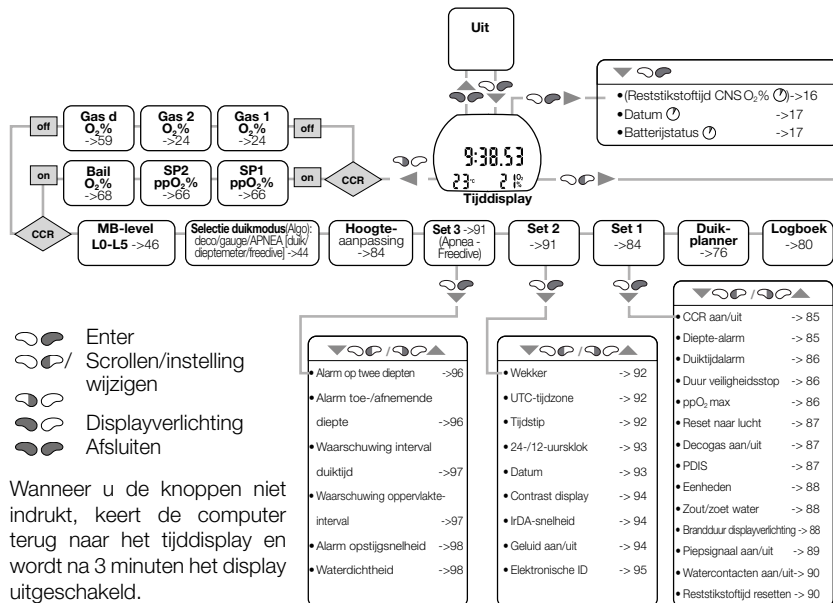 Uit
• (Reststikstoftijd CNS O₂% )->16
• Datum ->17
• Batterijstatus ->17
9:38.53
23°C 21 O₂%
Tijddisplay
off
Gas d O₂% ->59
Gas 2 O₂% ->24
Gas 1 O₂% ->24
off
on
Bail O₂% ->68
SP2 ppO₂% ->66
SP1 ppO₂% ->66
on
CCR
CCR
MB-level
L0-L5 ->46
Selectie duikmodus(Algo):
deco/gauge/APNEA [duik/
dieptemeter/freedive] ->44
Hoogte-
aanpassing
->84
Set 3 ->91
(Apnea -
Freedive)
Set 2
->91
Set 1
->84
Duik-
planner
->76
Logboek
->80
Enter
/ Scrollen/instelling
wijzigen
Displayverlichting
Afsluiten
Wanneer u de knoppen niet
indrukt, keert de computer
terug naar het tijddisplay en
wordt na 3 minuten het display
uitgeschakeld.
/
• Alarm op twee diepten ->96
• Alarm toe-/afnemende
diepte ->96
• Waarschuwing interval
duiktijd ->97
• Waarschuwing oppervlakte-
interval ->97
• Alarm opstijgsnelheid ->98
• Waterdichtheid ->98
/
• Wekker -> 92
• UTC-tijdzone -> 92
• Tijdstip -> 92
• 24-/12-uursklok -> 93
• Datum -> 93
• Contrast display -> 94
• IrDA-snelheid -> 94
• Geluid aan/uit -> 94
• Elektronische ID -> 95
/
• CCR aan/uit -> 85
• Diepte-alarm -> 85
• Duiktijdalarm -> 86
• Duur veiligheidsstop -> 86
• ppO₂ max -> 86
• Reset naar lucht -> 87
• Decogas aan/uit -> 87
• PDIS -> 87
• Eenheden -> 88
• Zout/zoet water -> 88
• Brandduur displayverlichting -> 88
• Piepsignaal aan/uit -> 89
• Watercontacten aan/uit-> 90
• Reststikstoftijd resetten -> 90